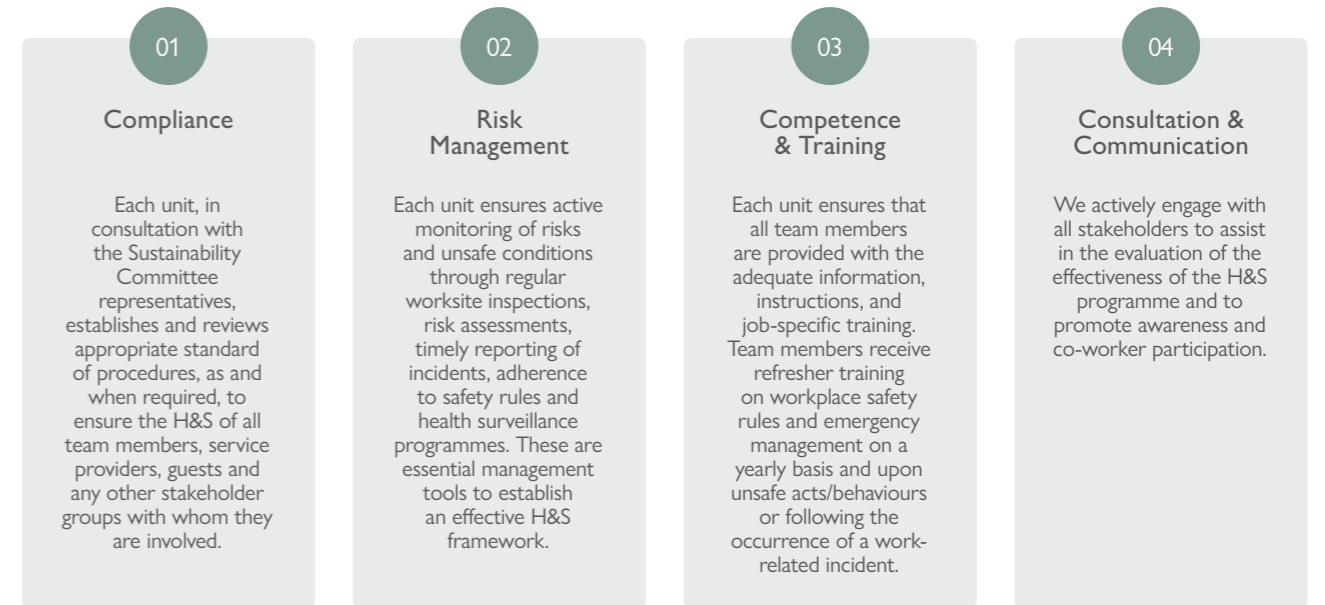 01
Compliance
Each unit, in
consultation with
the Sustainability
Committee
representatives,
establishes and reviews
appropriate standard
of procedures, as and
when required, to
ensure the H&S of all
team members, service
providers, guests and
any other stakeholder
groups with whom they
are involved.
02
Risk
Management
Each unit ensures active
monitoring of risks
and unsafe conditions
through regular
worksite inspections,
risk assessments,
timely reporting of
incidents, adherence
to safety rules and
health surveillance
programmes. These are
essential management
tools to establish
an effective H&S
framework.
03
Competence
& Training
Each unit ensures that
all team members
are provided with the
adequate information,
instructions, and
job-specific training.
Team members receive
refresher training
on workplace safety
rules and emergency
management on a
yearly basis and upon
unsafe acts/behaviours
or following the
occurrence of a work-
related incident.
04
Consultation &
Communication
We actively engage with
all stakeholders to assist
in the evaluation of the
effectiveness of the H&S
programme and to
promote awareness and
co-worker participation.